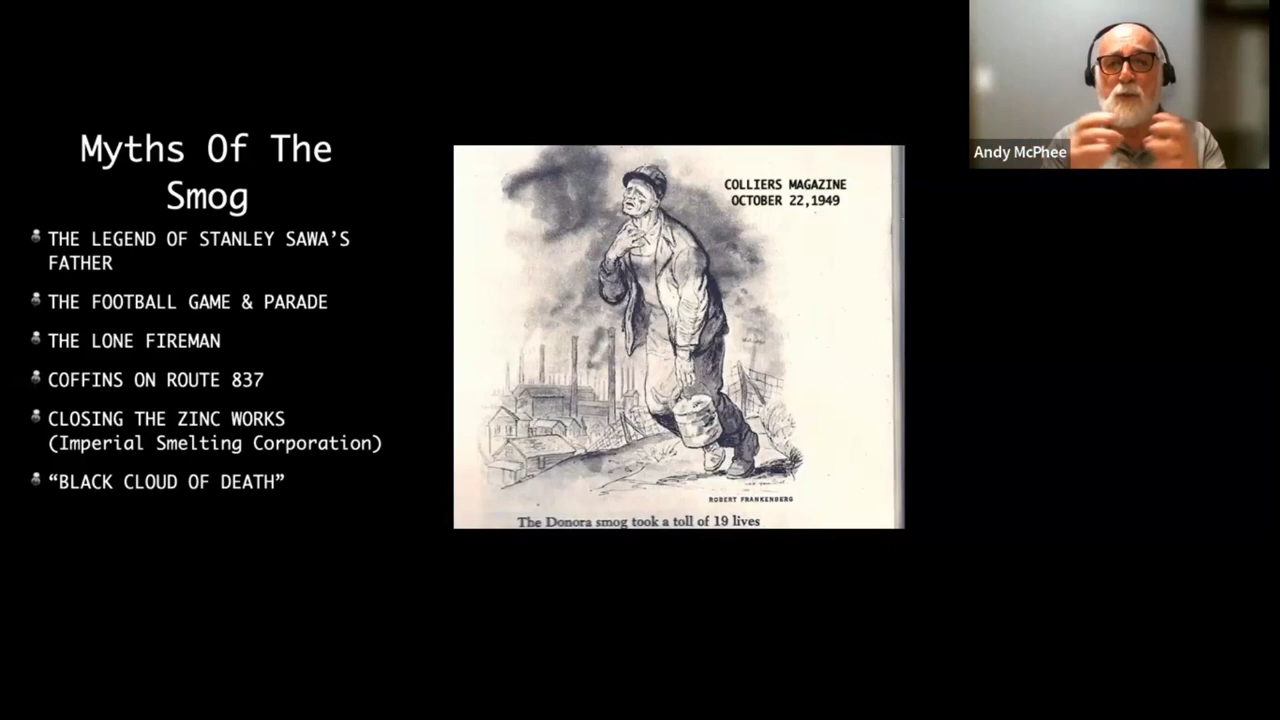 Myths Of The
Smog
THE LEGEND OF STANLEY SAWA’S
FATHER
THE FOOTBALL GAME & PARADE
THE LONE FIREMAN
COFFINS ON ROUTE 837
CLOSING THE ZINC WORKS
(Imperial Smelting Corporation)
“BLACK CLOUD OF DEATH”
COLLIERS MAGAZINE
OCTOBER 22,1949
ROBERT FRANKENBERG
The Donora smog took a toll of 19 lives
Andy McPhee